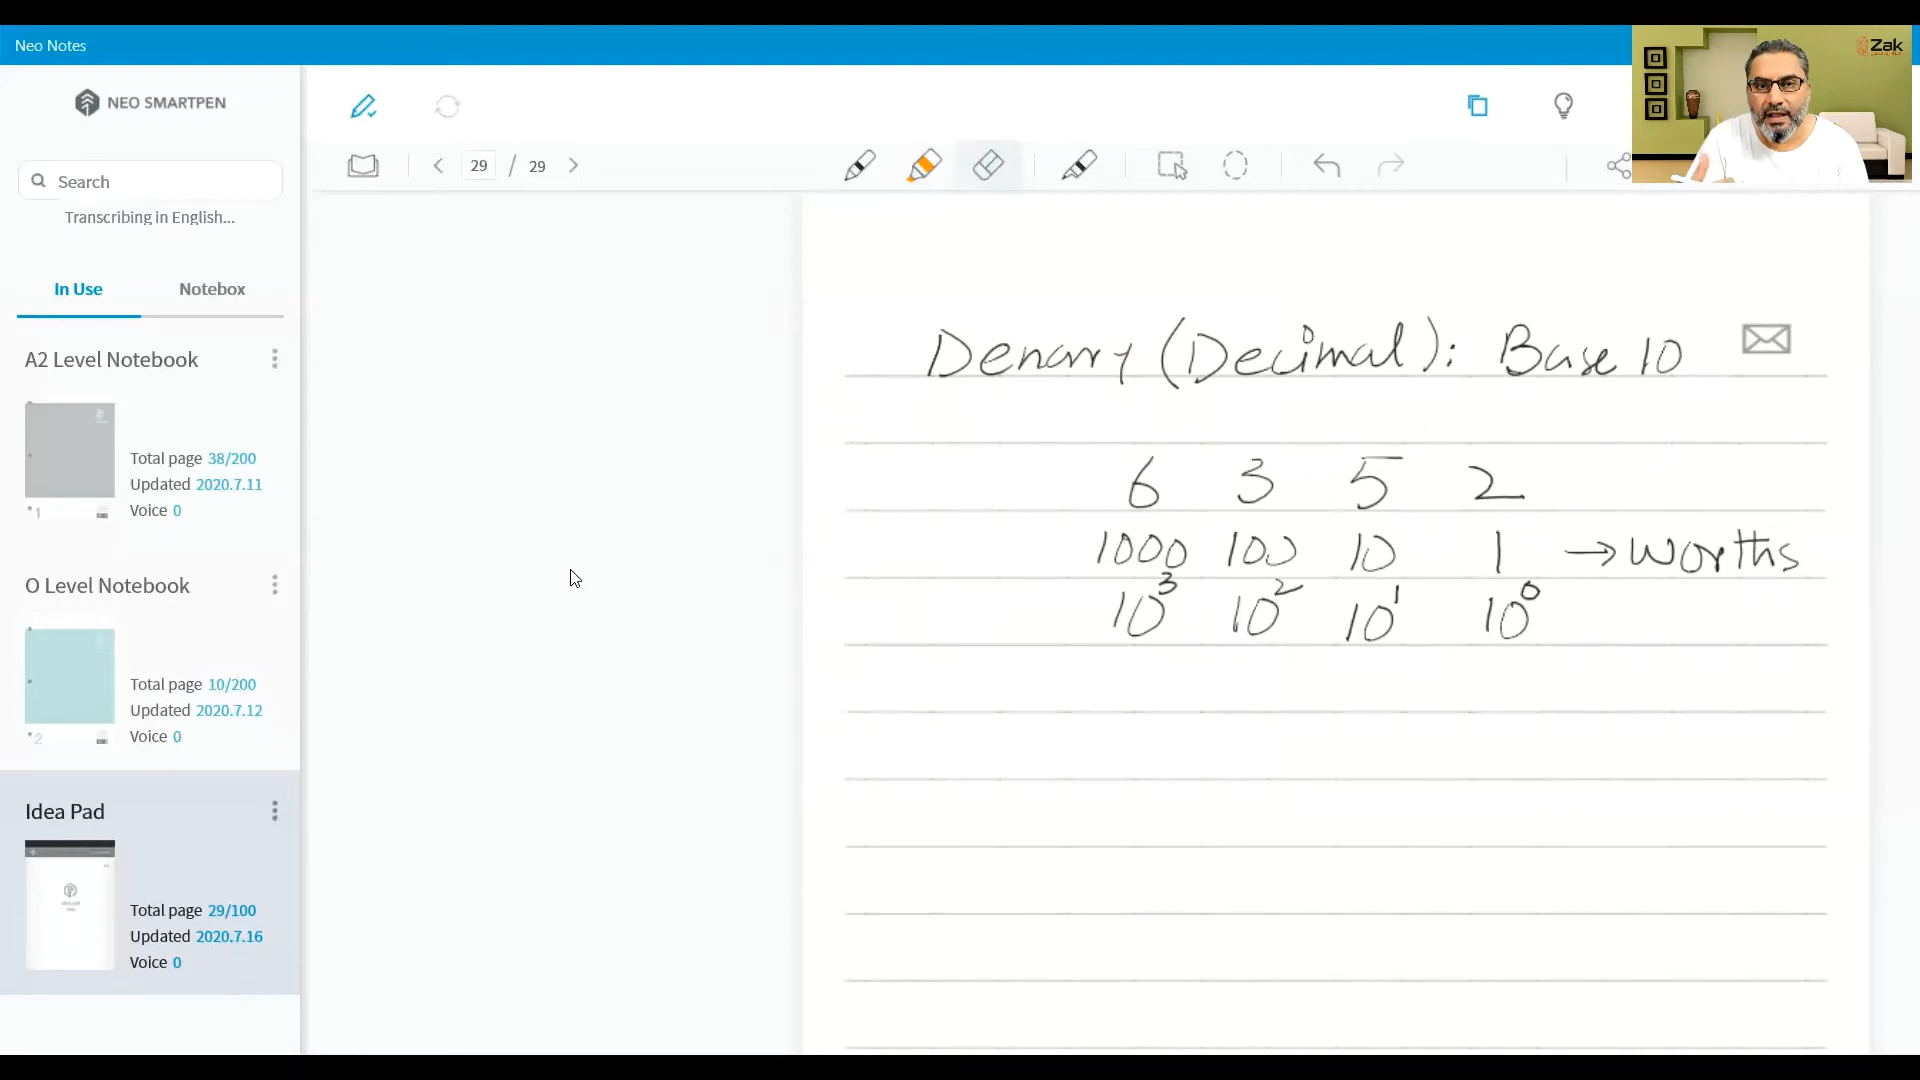 Neo Notes
Zak
NEO SMARTPEN
29 / 29
Search
Transcribing in English...
In Use Notebox
A2 Level Notebook
Total page 38/200
Updated 2020.7.11
Voice 0
1
O Level Notebook
Total page 10/200
Updated 2020.7.12
Voice 0
2
Idea Pad
Total page 29/100
Updated 2020.7.16
Voice 0
Denary (Decimal): Base 10
6 3 5 2
1000 100 10 1 → Worths
10³ 10² 10¹ 10⁰